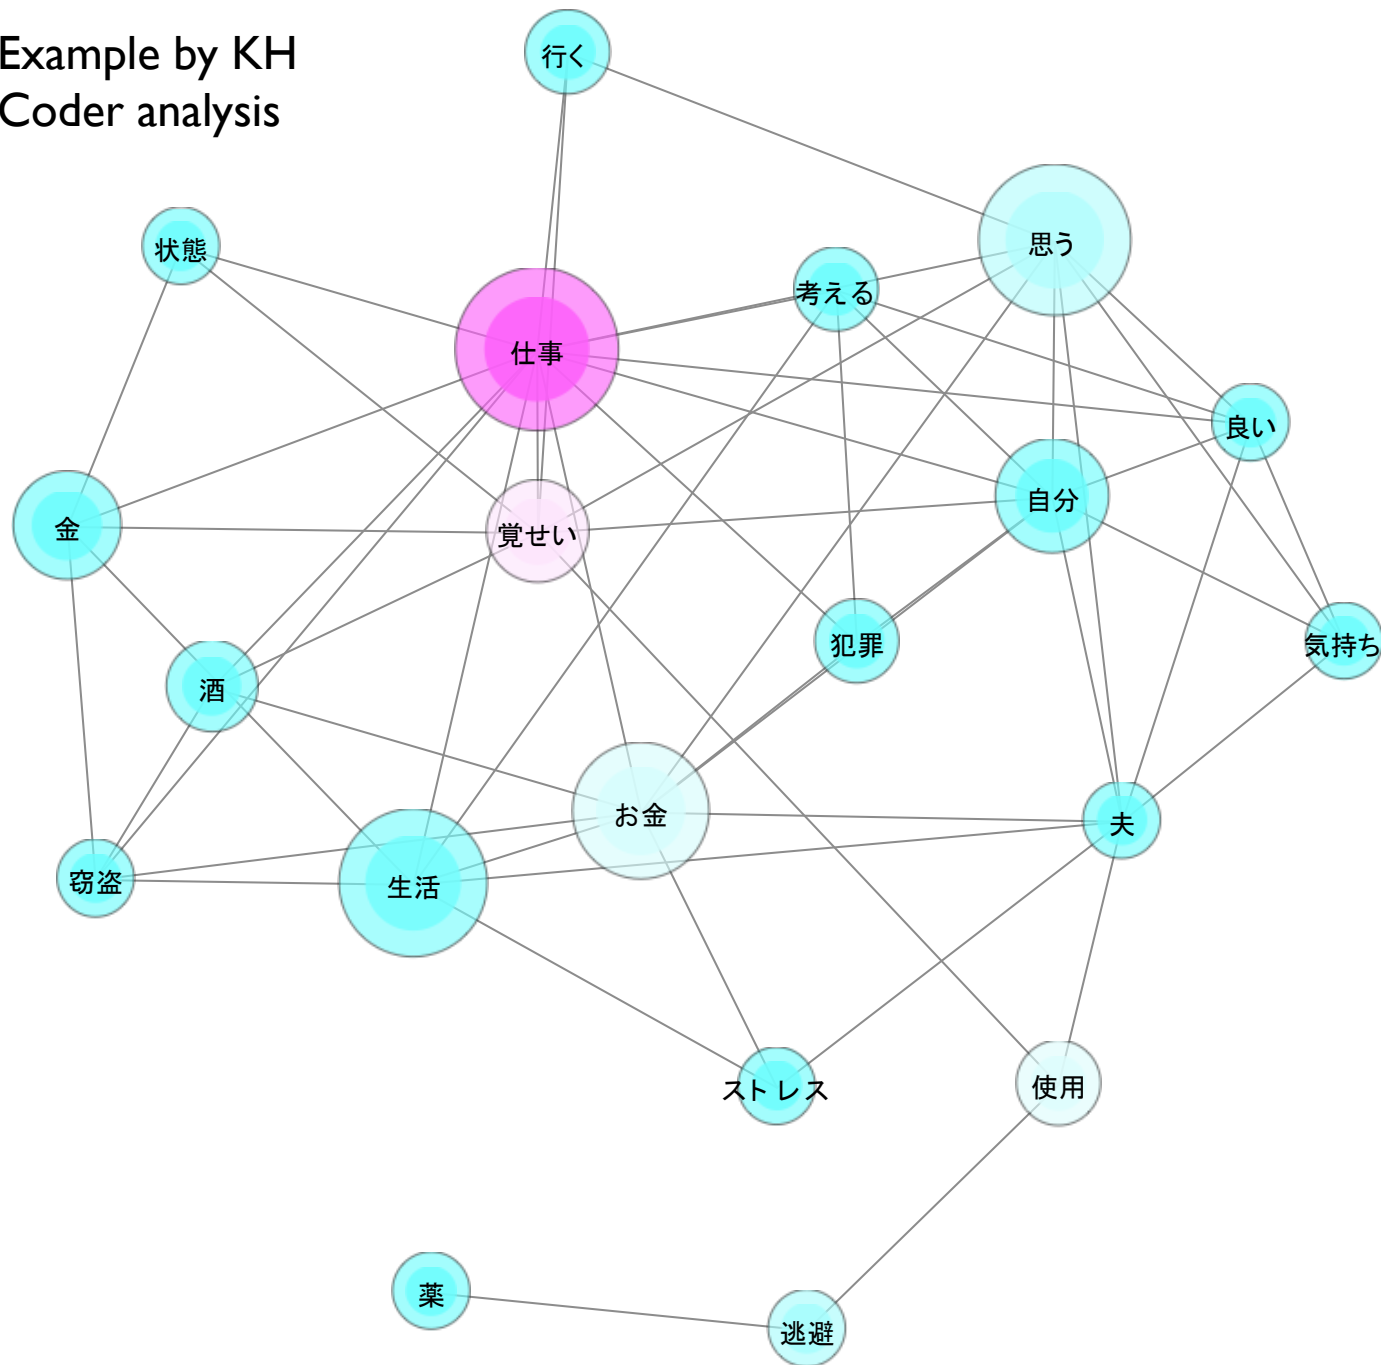 Example by KH
Coder analysis
行く
思う
状態
考える
仕事
良い
自分
金
覚せい
犯罪
気持ち
酒
お金
夫
窃盗
生活
ストレス
使用
薬
逃避